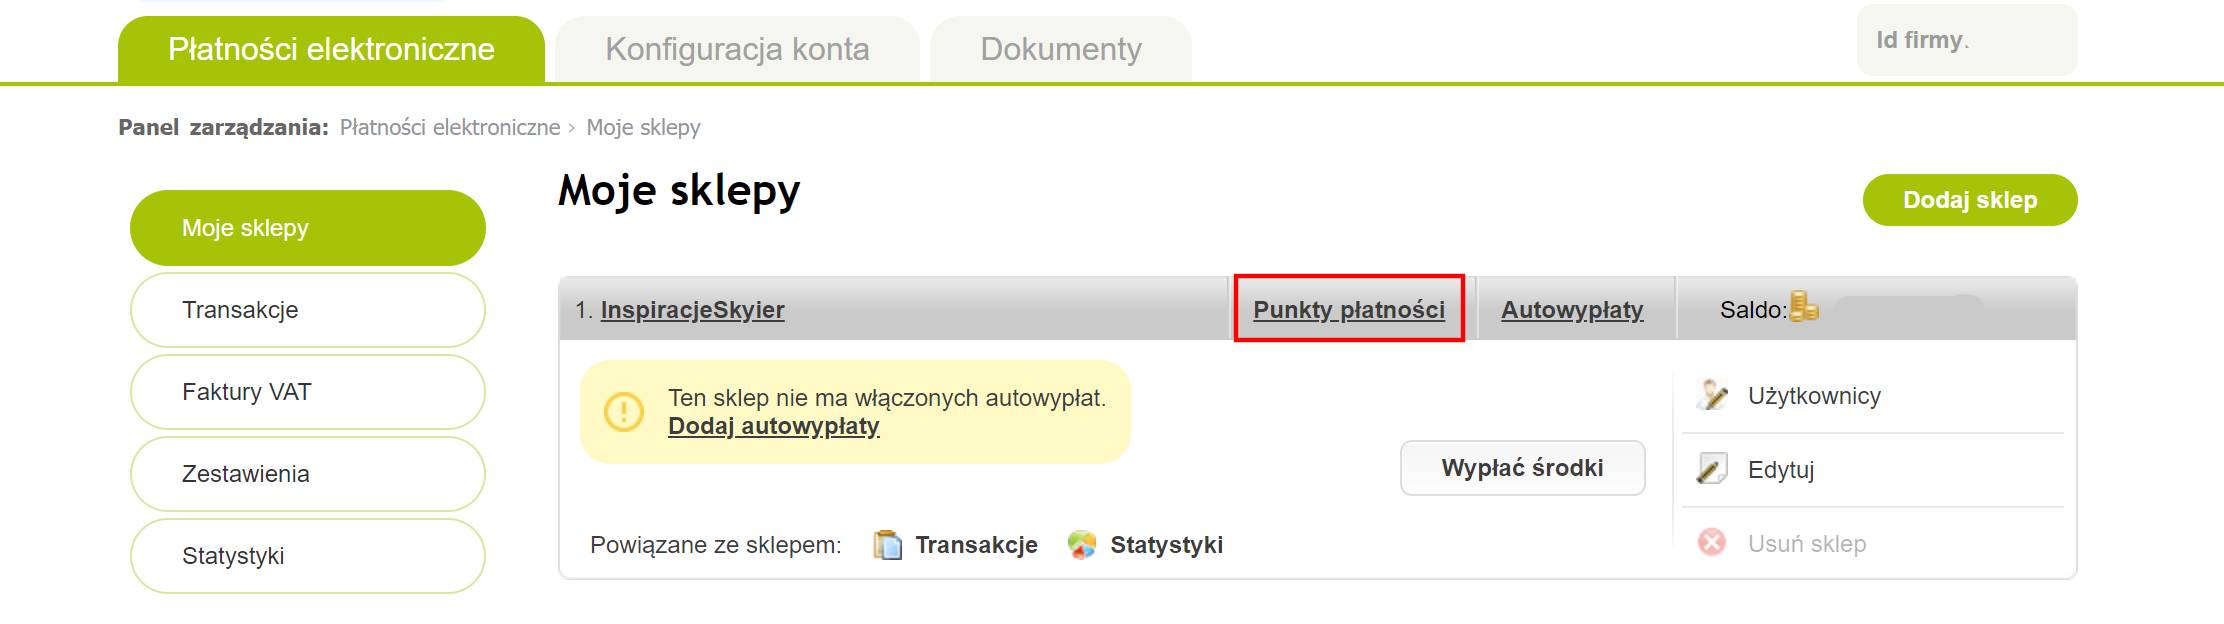 Płatności elektroniczne Konfiguracja konta Dokumenty Id firmy.
Panel zarządzania: Płatności elektroniczne › Moje sklepy
Moje sklepy
Transakcje
Faktury VAT
Zestawienia
Statystyki
Moje sklepy
Dodaj sklep
1. InspiracjeSkyier Punkty płatności Autowypłaty Saldo:
Ten sklep nie ma włączonych autowypłat.
Dodaj autowypłaty
Wypłać środki
Powiązane ze sklepem: Transakcje Statystyki
Użytkownicy
Edytuj
Usuń sklep